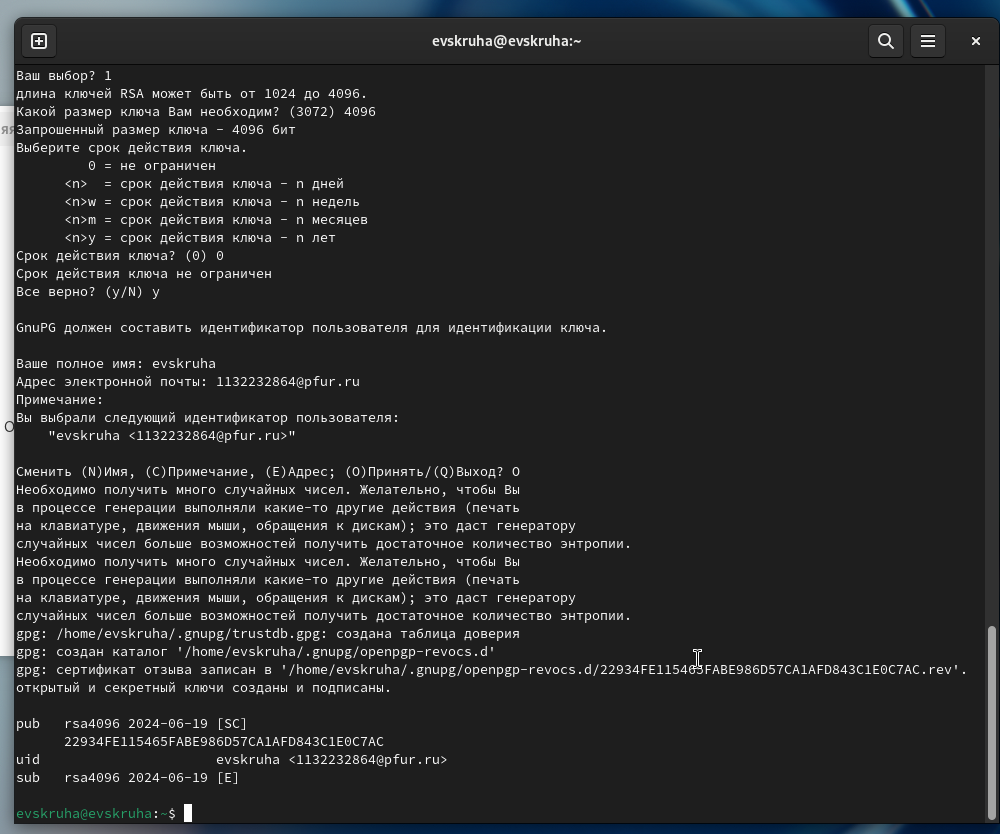 evskruha@evskruha:~
Ваш выбор? 1
длина ключей RSA может быть от 1024 до 4096.
Какой размер ключа Вам необходим? (3072) 4096
Запрошенный размер ключа - 4096 бит
Выберите срок действия ключа.
         0 = не ограничен
      <n>  = срок действия ключа - n дней
      <n>w = срок действия ключа - n недель
      <n>m = срок действия ключа - n месяцев
      <n>y = срок действия ключа - n лет
Срок действия ключа? (0) 0
Срок действия ключа не ограничен
Все верно? (y/N) y
GnuPG должен составить идентификатор пользователя для идентификации ключа.
Ваше полное имя: evskruha
Адрес электронной почты: 1132232864@pfur.ru
Примечание:
Вы выбрали следующий идентификатор пользователя:
    "evskruha <1132232864@pfur.ru>"
Сменить (N)Имя, (C)Примечание, (E)Адрес; (O)Принять/(Q)Выход? O
Необходимо получить много случайных чисел. Желательно, чтобы Вы
в процессе генерации выполняли какие-то другие действия (печать
на клавиатуре, движения мыши, обращения к дискам); это даст генератору
случайных чисел больше возможностей получить достаточное количество энтропии.
Необходимо получить много случайных чисел. Желательно, чтобы Вы
в процессе генерации выполняли какие-то другие действия (печать
на клавиатуре, движения мыши, обращения к дискам); это даст генератору
случайных чисел больше возможностей получить достаточное количество энтропии.
gpg: /home/evskruha/.gnupg/trustdb.gpg: создана таблица доверия
gpg: создан каталог '/home/evskruha/.gnupg/openpgp-revocs.d'
gpg: сертификат отзыва записан в '/home/evskruha/.gnupg/openpgp-revocs.d/22934FE115465FABE986D57CA1AFD843C1E0C7AC.rev'.
открытый и секретный ключи созданы и подписаны.
pub   rsa4096 2024-06-19 [SC]
      22934FE115465FABE986D57CA1AFD843C1E0C7AC
uid                      evskruha <1132232864@pfur.ru>
sub   rsa4096 2024-06-19 [E]
evskruha@evskruha:~$